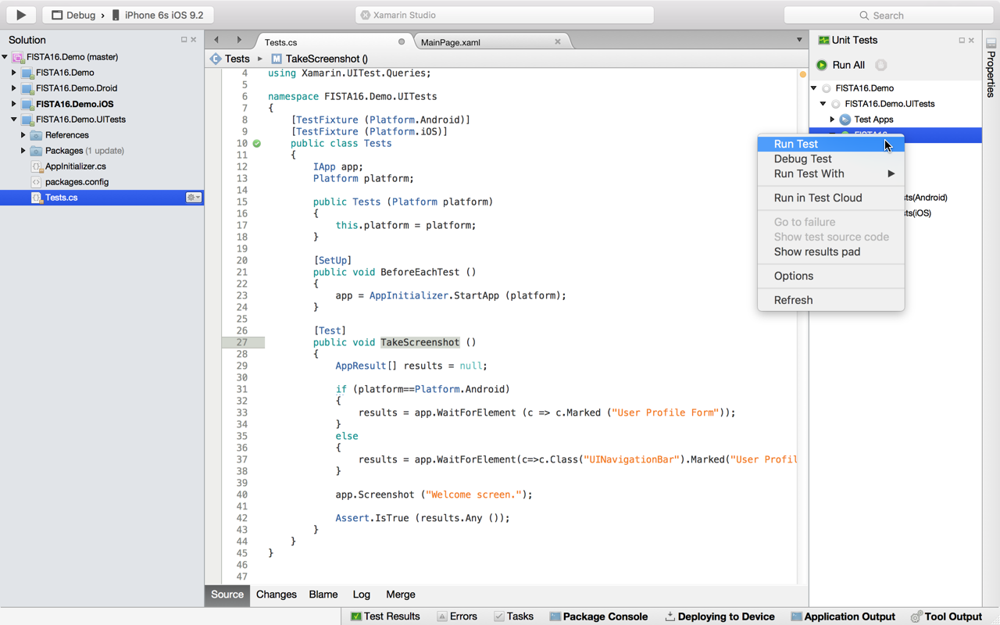 Debug
iPhone 6s iOS 9.2
Xamarin Studio
Search
Solution
FISTA16.Demo (master)
FISTA16.Demo
FISTA16.Demo.Droid
FISTA16.Demo.iOS
FISTA16.Demo.UITests
References
Packages (1 update)
AppInitializer.cs
packages.config
Tests.cs
Tests.cs
MainPage.xaml
Tests
TakeScreenshot ()
4 using Xamarin.UITest.Queries;
5
6 namespace FISTA16.Demo.UITests
7 {
8 [TestFixture (Platform.Android)]
9 [TestFixture (Platform.iOS)]
10 public class Tests
11 {
12 IApp app;
13 Platform platform;
14
15 public Tests (Platform platform)
16 {
17 this.platform = platform;
18 }
19
20 [SetUp]
21 public void BeforeEachTest ()
22 {
23 app = AppInitializer.StartApp (platform);
24 }
25
26 [Test]
27 public void TakeScreenshot ()
28 {
29 AppResult[] results = null;
30
31 if (platform==Platform.Android)
32 {
33 results = app.WaitForElement (c => c.Marked ("User Profile Form"));
34 }
35 else
36 {
37 results = app.WaitForElement(c=>c.Class("UINavigationBar").Marked("User Profil
38 }
39
40 app.Screenshot ("Welcome screen.");
41
42 Assert.IsTrue (results.Any ());
43 }
44 }
45 }
46
47
Source
Changes
Blame
Log
Merge
Unit Tests
Run All
FISTA16.Demo
FISTA16.Demo.UITests
Test Apps
sts(Android)
sts(iOS)
Run Test
Debug Test
Run Test With
Run in Test Cloud
Go to failure
Show test source code
Show results pad
Options
Refresh
Properties
Test Results
Errors
Tasks
Package Console
Deploying to Device
Application Output
Tool Output